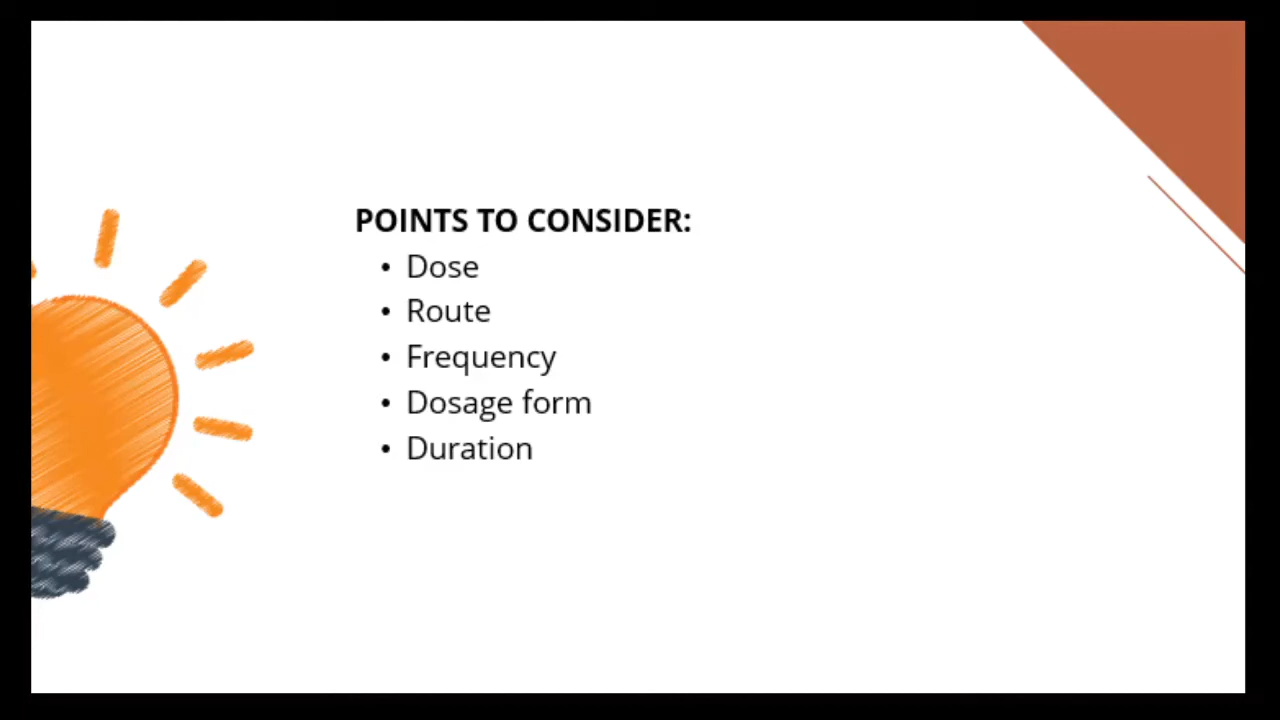 POINTS TO CONSIDER:
• Dose
• Route
• Frequency
• Dosage form
• Duration